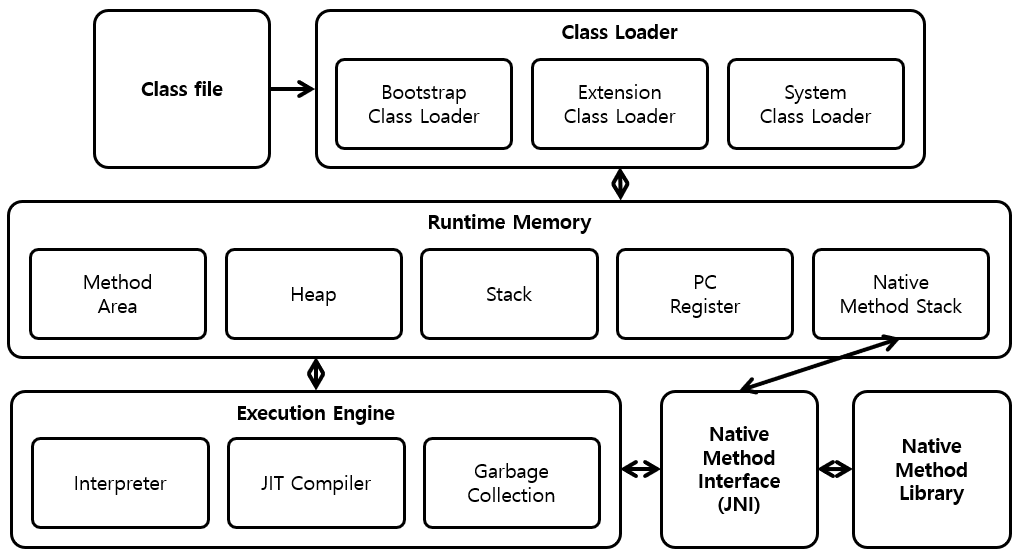 Class file
Class Loader
Bootstrap
Class Loader
Extension
Class Loader
System
Class Loader
Runtime Memory
Method
Area
Heap
Stack
PC
Register
Native
Method Stack
Execution Engine
Interpreter
JIT Compiler
Garbage
Collection
Native
Method
Interface
(JNI)
Native
Method
Library